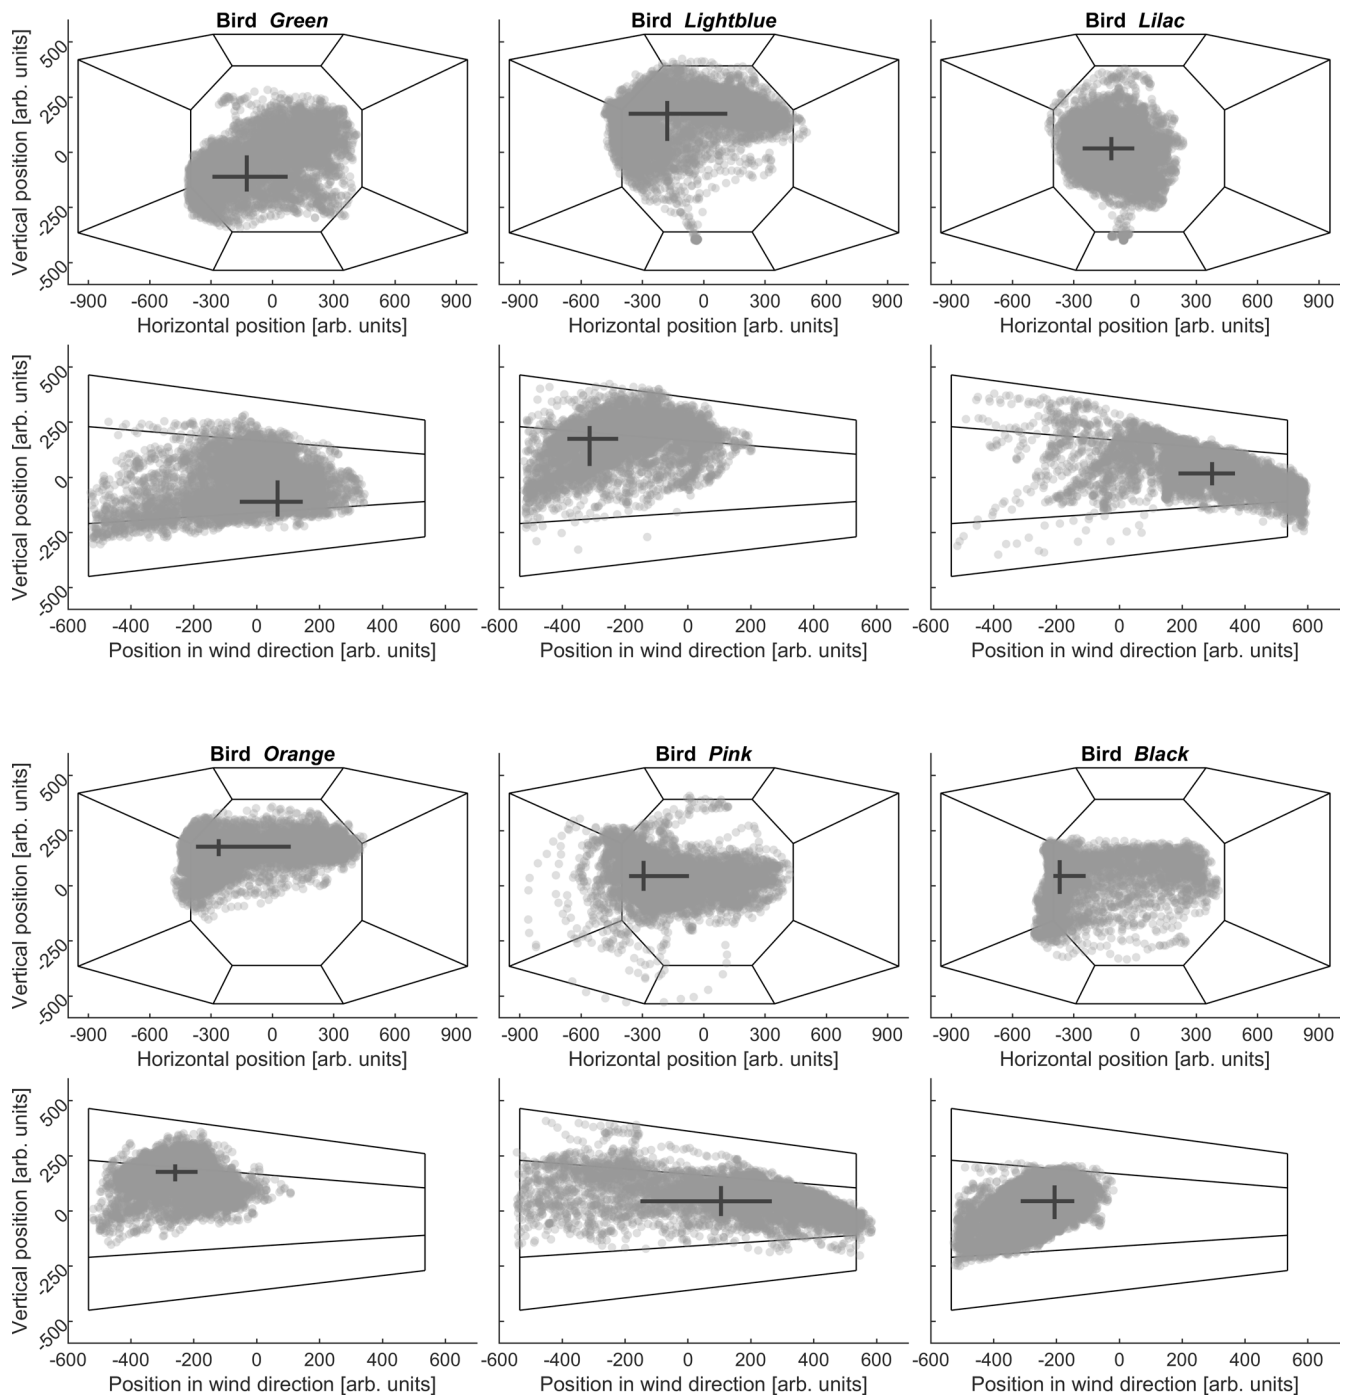 Bird Green Bird Lightblue Bird Lilac
Vertical position [arb. units]
500
250
0
250
-500
-900 -600 -300 0 300 600 900 -900 -600 -300 0 300 600 900 -900 -600 -300 0 300 600 900
Horizontal position [arb. units] Horizontal position [arb. units] Horizontal position [arb. units]
Vertical position [arb. units]
500
250
0
-250
-500
-600 -400 -200 0 200 400 -600 -400 -200 0 200 400 -600 -400 -200 0 200 400 600
Position in wind direction [arb. units] Position in wind direction [arb. units] Position in wind direction [arb. units]
Bird Orange Bird Pink Bird Black
Vertical position [arb. units]
500
250
0
-250
-500
-900 -600 -300 0 300 600 900 -900 -600 -300 0 300 600 900 -900 -600 -300 0 300 600 900
Horizontal position [arb. units] Horizontal position [arb. units] Horizontal position [arb. units]
Vertical position [arb. units]
500
250
0
-250
-500
-600 -400 -200 0 200 400 -600 -400 -200 0 200 400 600 -400 -200 0 200 400 600
Position in wind direction [arb. units] Position in wind direction [arb. units] Position in wind direction [arb. units]